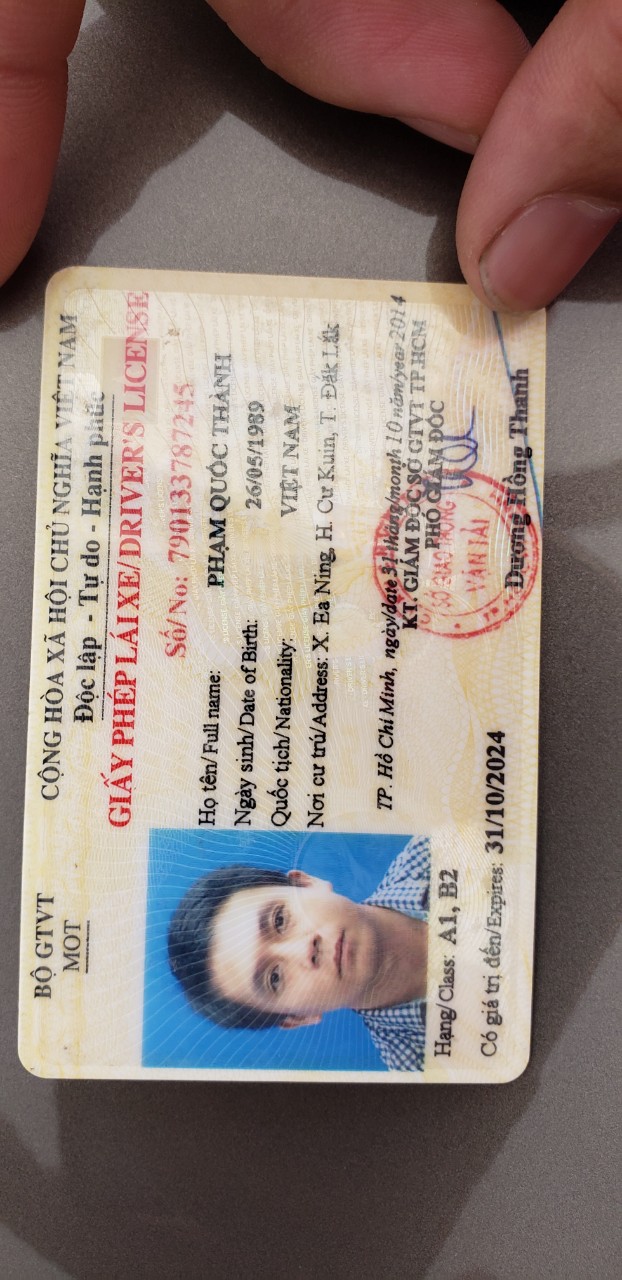 BỘ GTVT
MOT
CỘNG HÒA XÃ HỘI CHỦ NGHĨA VIỆT NAM
Độc lập - Tự do - Hạnh phúc
GIẤY PHÉP LÁI XE/DRIVER'S LICENSE
Số/No: 790133787245
Họ tên/Full name: PHẠM QUỐC THÀNH
Ngày sinh/Date of Birth: 26/05/1989
Quốc tịch/Nationality: VIỆT NAM
Nơi cư trú/Address: X. Ea Ning, H. Cư Kuin, T. Đắk Lắk
TP. Hồ Chí Minh, ngày/date 31 tháng/month 10 năm/year 2014
KT. GIÁM ĐỐC SỞ GTVT TP.HCM
PHÓ GIÁM ĐỐC
SỞ GIAO THÔNG
VẬN TẢI
Dương Hồng Thanh
Hạng/Class: A1, B2
Có giá trị đến/Expires: 31/10/2024